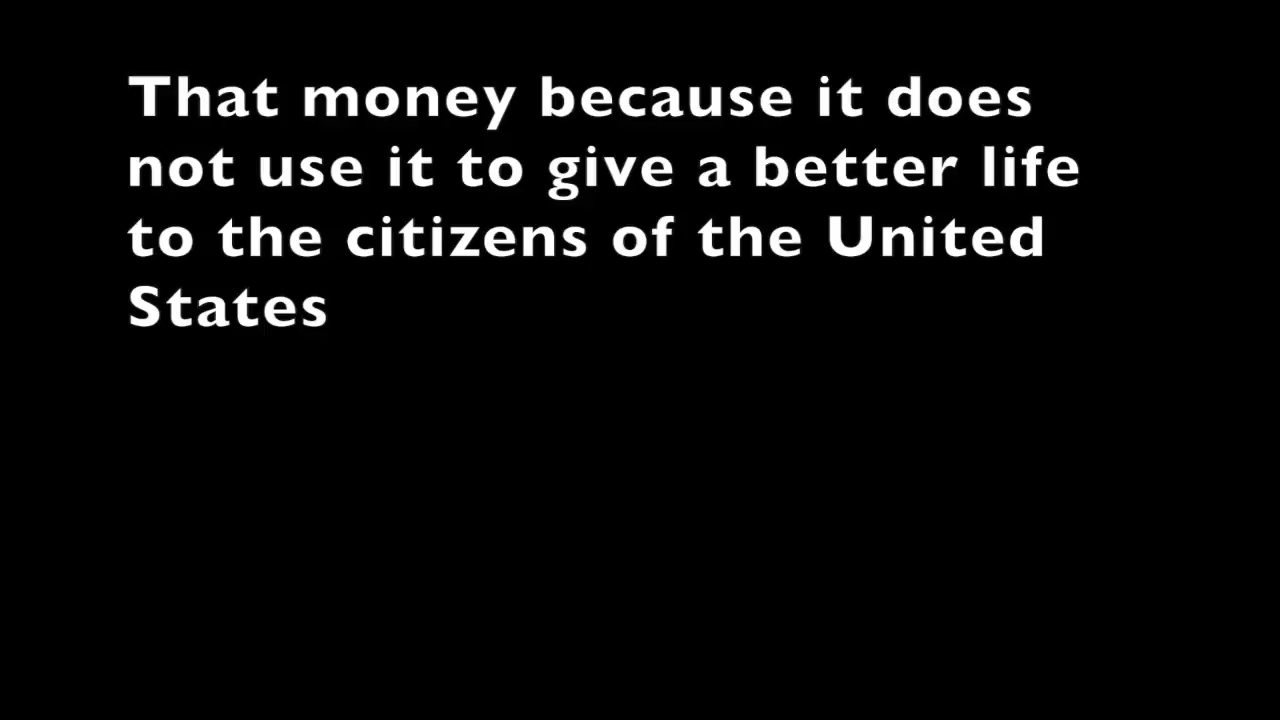 That money because it does
not use it to give a better life
to the citizens of the United
States